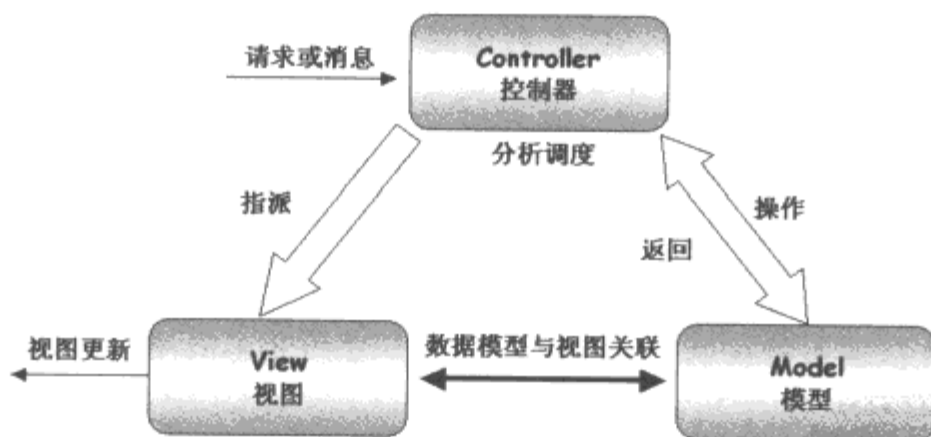 请求或消息
Controller
控制器
分析调度
指派
操作
返回
视图更新
View
视图
数据模型与视图关联
Model
模型